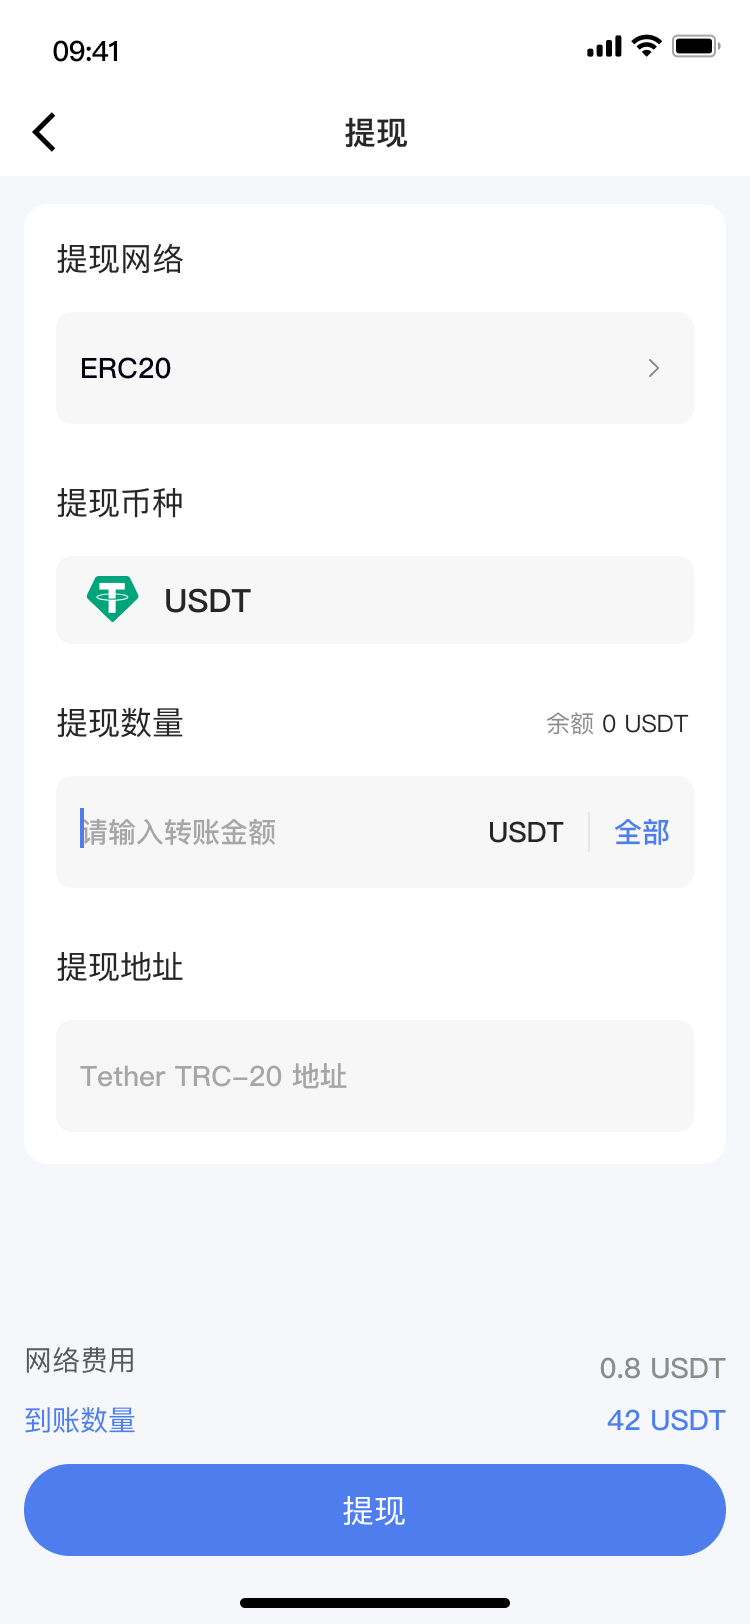 09:41
提现
提现网络
ERC20
提现币种
USDT
提现数量 余额 0 USDT
请输入转账金额 USDT 全部
提现地址
Tether TRC-20 地址
网络费用 0.8 USDT
到账数量 42 USDT
提现